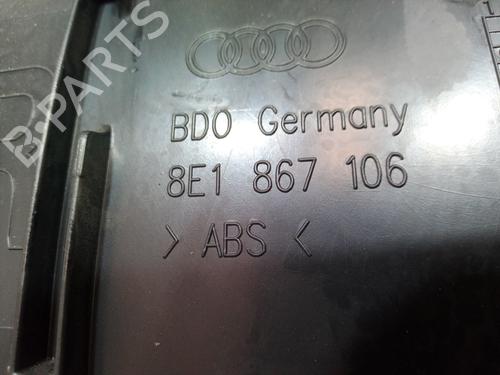 B-PARTS
BDO Germany
8E1 867 106
> ABS <